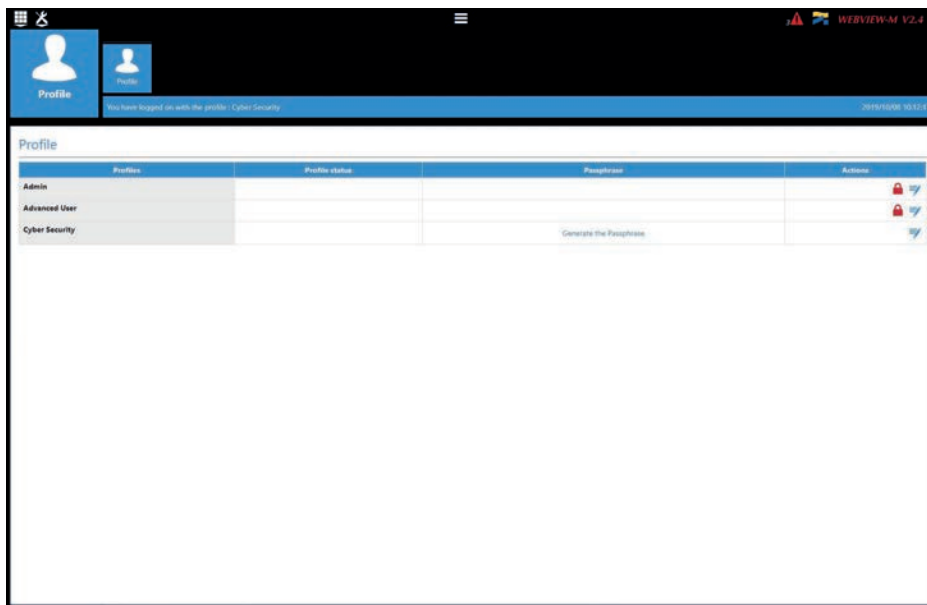 WEBVIEW-M V2.4
Profile
Profile
You have logged on with the profile : Cyber Security
Profile
Profiles Profile status Passphrase Actions
Admin
Advanced User
Cyber Security Generate the Passphrase